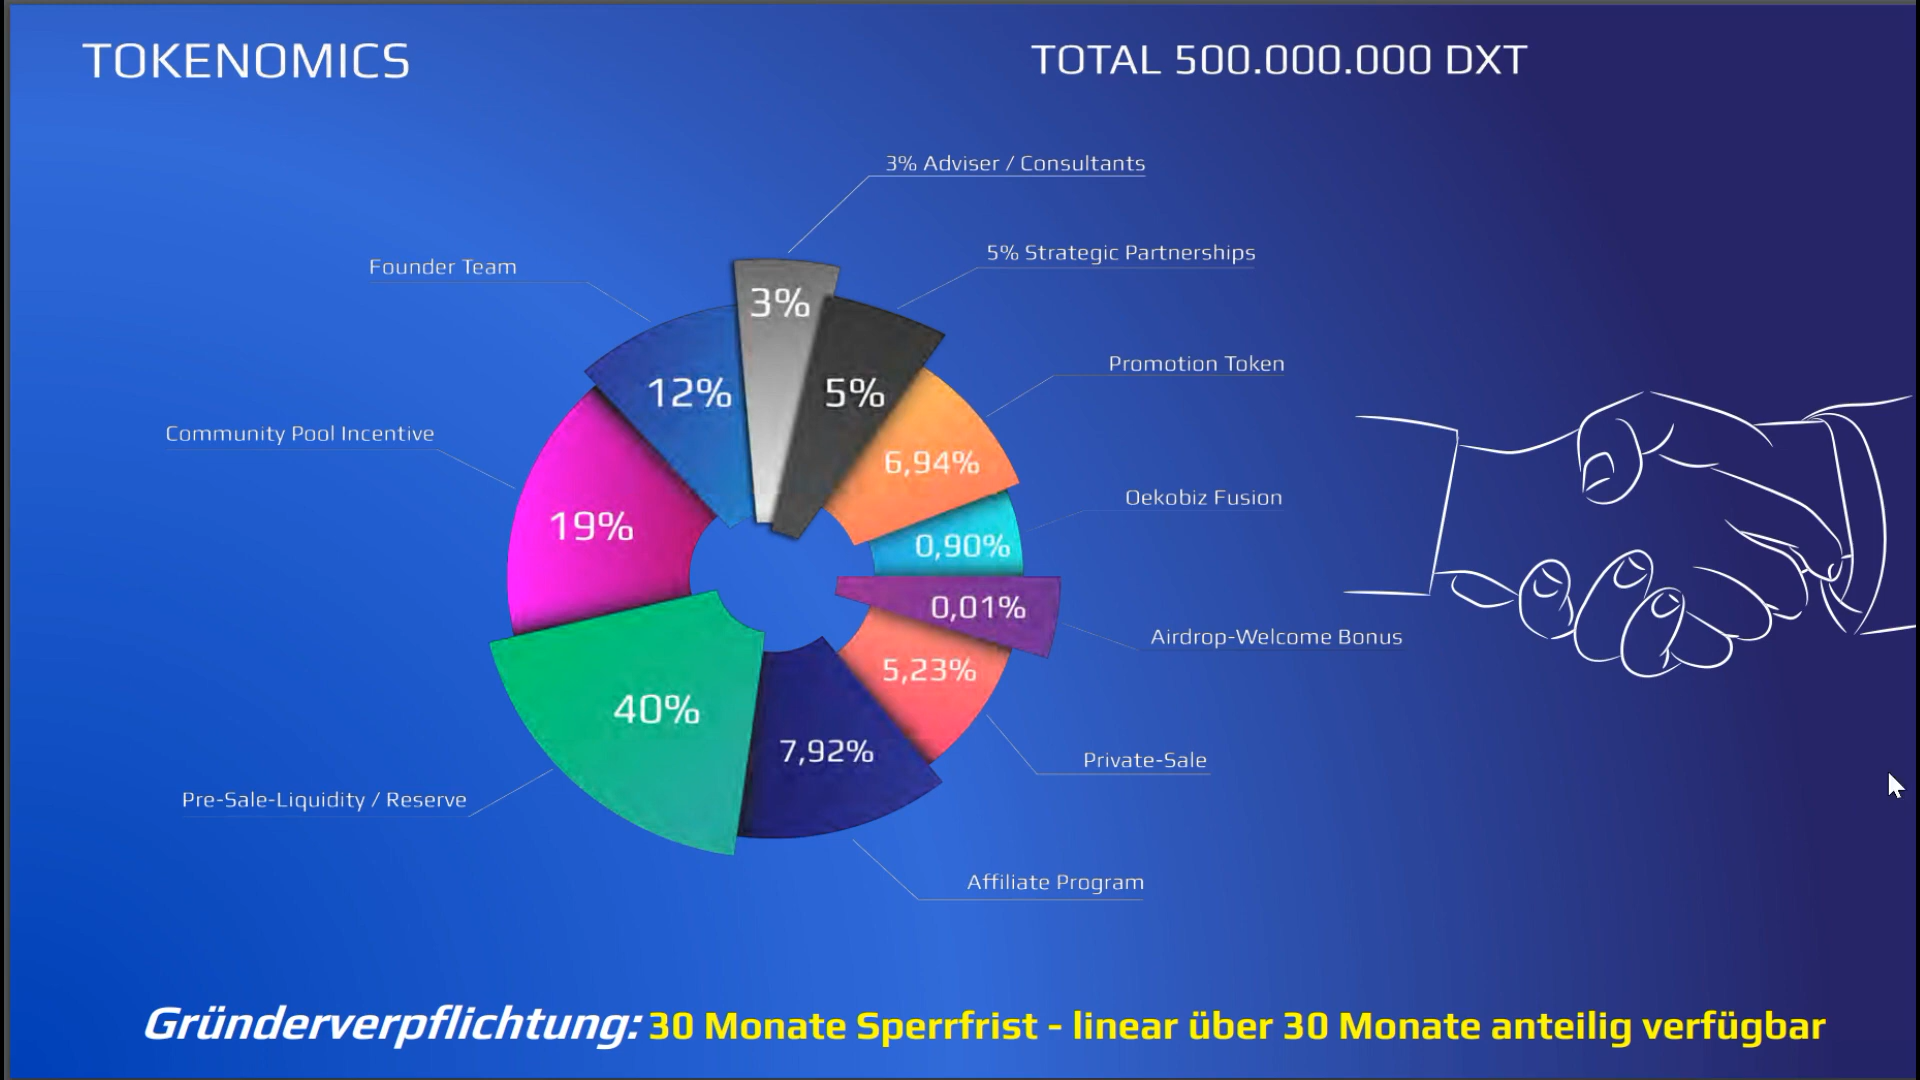 TOKENOMICS
TOTAL 500.000.000 DXT
3% Adviser / Consultants
5% Strategic Partnerships
Founder Team
3%
Promotion Token
12%
5%
Community Pool Incentive
6,94%
Oekobiz Fusion
19%
0,90%
0,01%
Airdrop-Welcome Bonus
5,23%
40%
7,92%
Private-Sale
Pre-Sale-Liquidity / Reserve
Affiliate Program
Gründerverpflichtung: 30 Monate Sperrfrist - linear über 30 Monate anteilig verfügbar